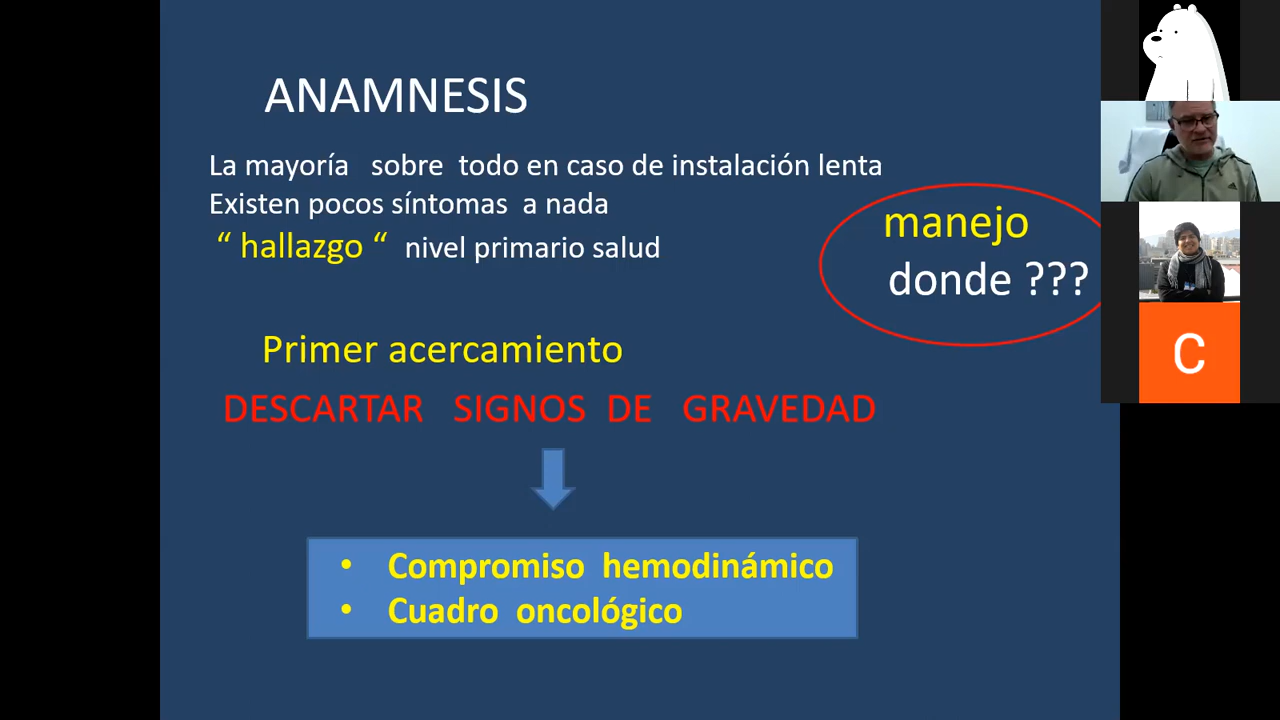 ANAMNESIS
La mayoría sobre todo en caso de instalación lenta
Existen pocos síntomas a nada
“ hallazgo “ nivel primario salud
manejo
donde ???
Primer acercamiento
DESCARTAR SIGNOS DE GRAVEDAD
• Compromiso hemodinámico
• Cuadro oncológico
C